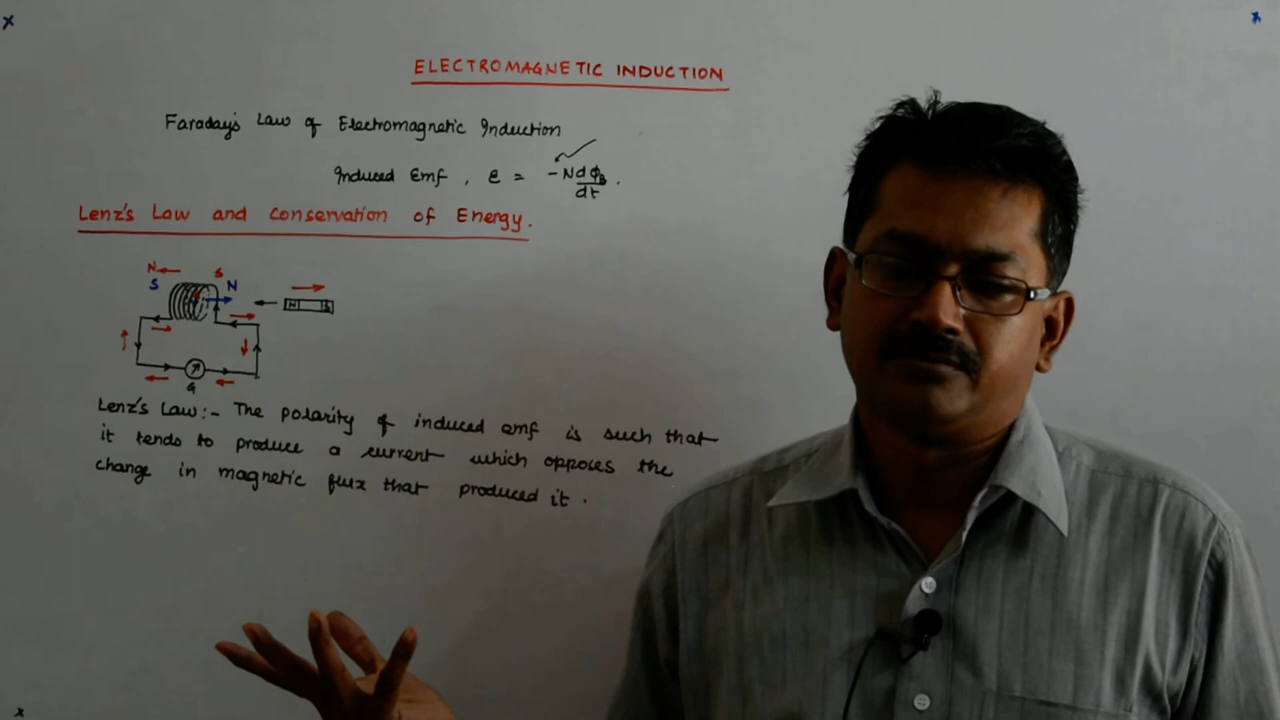 ELECTROMAGNETIC INDUCTION
Faraday's Law of Electromagnetic Induction
Induced Emf, ε = -N dϕ_B/dt.
Lenz's Law and Conservation of Energy.
N S
S N
N S
G
Lenz's Law:- The polarity of induced emf is such that
it tends to produce a current which opposes the
change in magnetic flux that produced it.